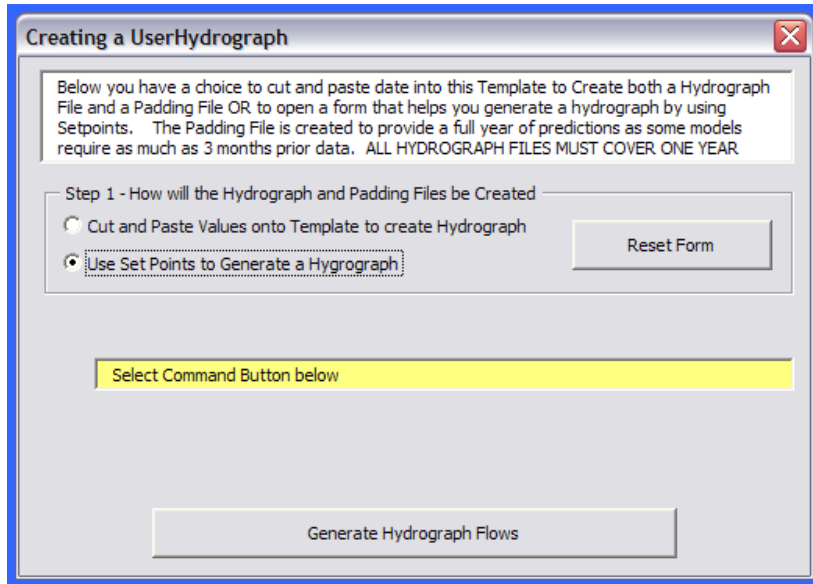 Creating a UserHydrograph
Below you have a choice to cut and paste date into this Template to Create both a Hydrograph
File and a Padding File OR to open a form that helps you generate a hydrograph by using
Setpoints. The Padding File is created to provide a full year of predictions as some models
require as much as 3 months prior data. ALL HYDROGRAPH FILES MUST COVER ONE YEAR
Step 1 - How will the Hydrograph and Padding Files be Created
Cut and Paste Values onto Template to create Hydrograph
Reset Form
Use Set Points to Generate a Hygrograph
Select Command Button below
Generate Hydrograph Flows